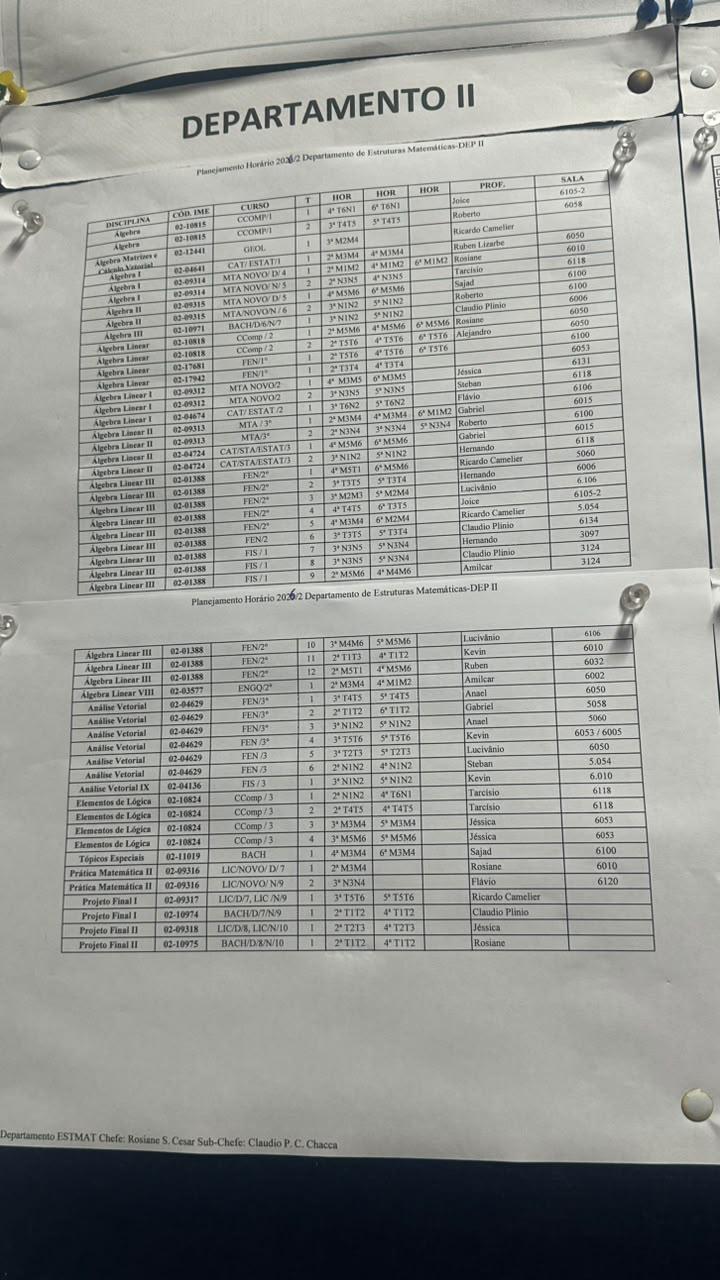 DEPARTAMENTO II
Planejamento Horário 2026/2 Departamento de Estruturas Matemáticas-DEP II
DISCIPLINA CÓD. IME CURSO T HOR HOR HOR PROF. SALA
Álgebra 02-10815 CCOMP/1 1 4ª T6N1 6ª T6N1 Joice 6105-2
Álgebra 02-10815 CCOMP/1 2 3ª T4T5 5ª T4T5 Roberto 6058
Álgebra Matrizes e Cálculo Vetorial 02-12441 GEOL 1 3ª M2M4 Ricardo Camelier
Álgebra I 02-04641 CAT/ ESTAT/1 1 2ª M3M4 4ª M3M4 Ruben Lizarbe 6050
Álgebra I 02-09314 MTA NOVO/ D/4 1 2ª M1M2 4ª M1M2 6ª M1M2 Rosiane 6010
Álgebra I 02-09314 MTA NOVO/ N/5 2 2ª N3N5 4ª N3N5 Tarcísio 6118
Álgebra II 02-09315 MTA NOVO/ D/5 1 4ª M5M6 6ª M5M6 Sajad 6100
Álgebra II 02-09315 MTA/NOVO/N/6 2 3ª N1N2 5ª N1N2 Roberto 6100
Álgebra III 02-10971 BACH/D/6/N/7 1 3ª N1N2 5ª N1N2 Claudio Plinio 6006
Álgebra Linear 02-10818 CComp / 2 1 2ª M5M6 4ª M5M6 6ª M5M6 Rosiane 6050
Álgebra Linear 02-10818 CComp / 2 2 2ª T5T6 4ª T5T6 6ª T5T6 Alejandro 6050
Álgebra Linear 02-17681 FEN/1º 1 2ª T5T6 4ª T5T6 6ª T5T6 6100
Álgebra Linear 02-17942 FEN/1º 1 2ª T3T4 4ª T3T4 6053
Álgebra Linear I 02-09312 MTA NOVO/2 1 4ª M3M5 6ª M3M5 Jéssica 6131
Álgebra Linear I 02-09312 MTA NOVO/2 2 3ª N3N5 5ª N3N5 Steban 6118
Álgebra Linear I 02-04674 CAT/ ESTAT /2 1 3ª T6N2 5ª T6N2 Flávio 6106
Álgebra Linear II 02-09313 MTA / 3º 1 2ª M3M4 4ª M3M4 6ª M1M2 Gabriel 6015
Álgebra Linear II 02-09313 MTA/3º 2 2ª N3N4 3ª N3N4 5ª N3N4 Roberto 6100
Álgebra Linear II 02-04724 CAT/STA/ESTAT/3 1 4ª M5M6 6ª M5M6 Gabriel 6015
Álgebra Linear II 02-04724 CAT/STA/ESTAT/3 2 3ª N1N2 5ª N1N2 Hernando 6118
Álgebra Linear III 02-01388 FEN/2º 1 4ª M5T1 6ª M5M6 Ricardo Camelier 5060
Álgebra Linear III 02-01388 FEN/2º 2 3ª T3T5 5ª T3T4 Hernando 6006
Álgebra Linear III 02-01388 FEN/2º 3 3ª M2M3 5ª M2M4 Lucivânio 6.106
Álgebra Linear III 02-01388 FEN/2º 4 4ª T4T5 6ª T3T5 Joice 6105-2
Álgebra Linear III 02-01388 FEN/2º 5 4ª M3M4 6ª M2M4 Ricardo Camelier 5.054
Álgebra Linear III 02-01388 FEN/2 6 3ª T3T5 5ª T3T4 Claudio Plinio 6134
Álgebra Linear III 02-01388 FIS / 1 7 3ª N3N5 5ª N3N4 Hernando 3097
Álgebra Linear III 02-01388 FIS / 1 8 3ª N3N5 5ª N3N4 Claudio Plinio 3124
Álgebra Linear III 02-01388 FIS / 1 9 2ª M5M6 4ª M4M6 Amilcar 3124
Planejamento Horário 2026/2 Departamento de Estruturas Matemáticas-DEP II
Álgebra Linear III 02-01388 FEN/2º 10 3ª M4M6 5ª M5M6 Lucivânio 6106
Álgebra Linear III 02-01388 FEN/2º 11 2ª T1T3 4ª T1T2 Kevin 6010
Álgebra Linear III 02-01388 FEN/2º 12 2ª M5T1 4ª M5M6 Ruben 6032
Álgebra Linear VIII 02-03577 ENGQ/2º 1 2ª M3M4 4ª M1M2 Amilcar 6002
Análise Vetorial 02-04629 FEN/3º 1 3ª T4T5 5ª T4T5 Anael 6050
Análise Vetorial 02-04629 FEN/3º 2 2ª T1T2 6ª T1T2 Gabriel 5058
Análise Vetorial 02-04629 FEN/3º 3 3ª N1N2 5ª N1N2 Anael 5060
Análise Vetorial 02-04629 FEN /3º 4 3ª T5T6 5ª T5T6 Kevin 6053 / 6005
Análise Vetorial 02-04629 FEN /3 5 3ª T2T3 5ª T2T3 Lucivânio 6050
Análise Vetorial 02-04629 FEN /3 6 2ª N1N2 4ª N1N2 Steban 5.054
Análise Vetorial IX 02-04136 FIS / 3 1 3ª N1N2 5ª N1N2 Kevin 6.010
Elementos de Lógica 02-10824 CComp / 3 1 2ª N1N2 4ª T6N1 Tarcísio 6118
Elementos de Lógica 02-10824 CComp / 3 2 2ª T4T5 4ª T4T5 Tarcísio 6118
Elementos de Lógica 02-10824 CComp / 3 3 3ª M3M4 5ª M3M4 Jéssica 6053
Elementos de Lógica 02-10824 CComp / 3 4 3ª M5M6 5ª M5M6 Jéssica 6053
Tópicos Especiais 02-11019 BACH 1 4ª M3M4 6ª M3M4 Sajad 6100
Prática Matemática II 02-09316 LIC/NOVO/ D/7 1 2ª M3M4 Rosiane 6010
Prática Matemática II 02-09316 LIC/NOVO/ N/9 2 3ª N3N4 Flávio 6120
Projeto Final I 02-09317 LIC/D/7, LIC /N/9 1 3ª T5T6 5ª T5T6 Ricardo Camelier
Projeto Final I 02-10974 BACH/D/7/N/9 1 2ª T1T2 4ª T1T2 Claudio Plinio
Projeto Final II 02-09318 LIC/D/8, LIC/N/10 1 2ª T2T3 4ª T2T3 Jéssica
Projeto Final II 02-10975 BACH/D/8/N/10 1 2ª T1T2 4ª T1T2 Rosiane
Departamento ESTMAT Chefe: Rosiane S. Cesar Sub-Chefe: Claudio P. C. Chacca